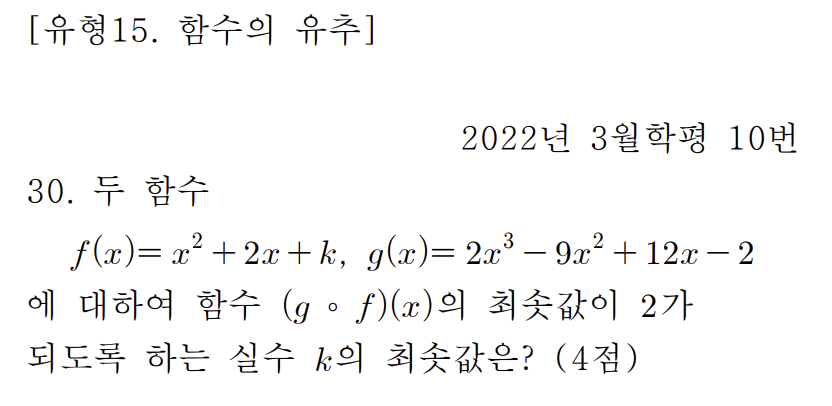 [유형15. 함수의 유추]
2022년 3월학평 10번
30. 두 함수
f(x)= x² + 2x + k, g(x)= 2x³ − 9x² + 12x − 2
에 대하여 함수 (g ∘ f)(x)의 최솟값이 2가
되도록 하는 실수 k의 최솟값은? (4점)